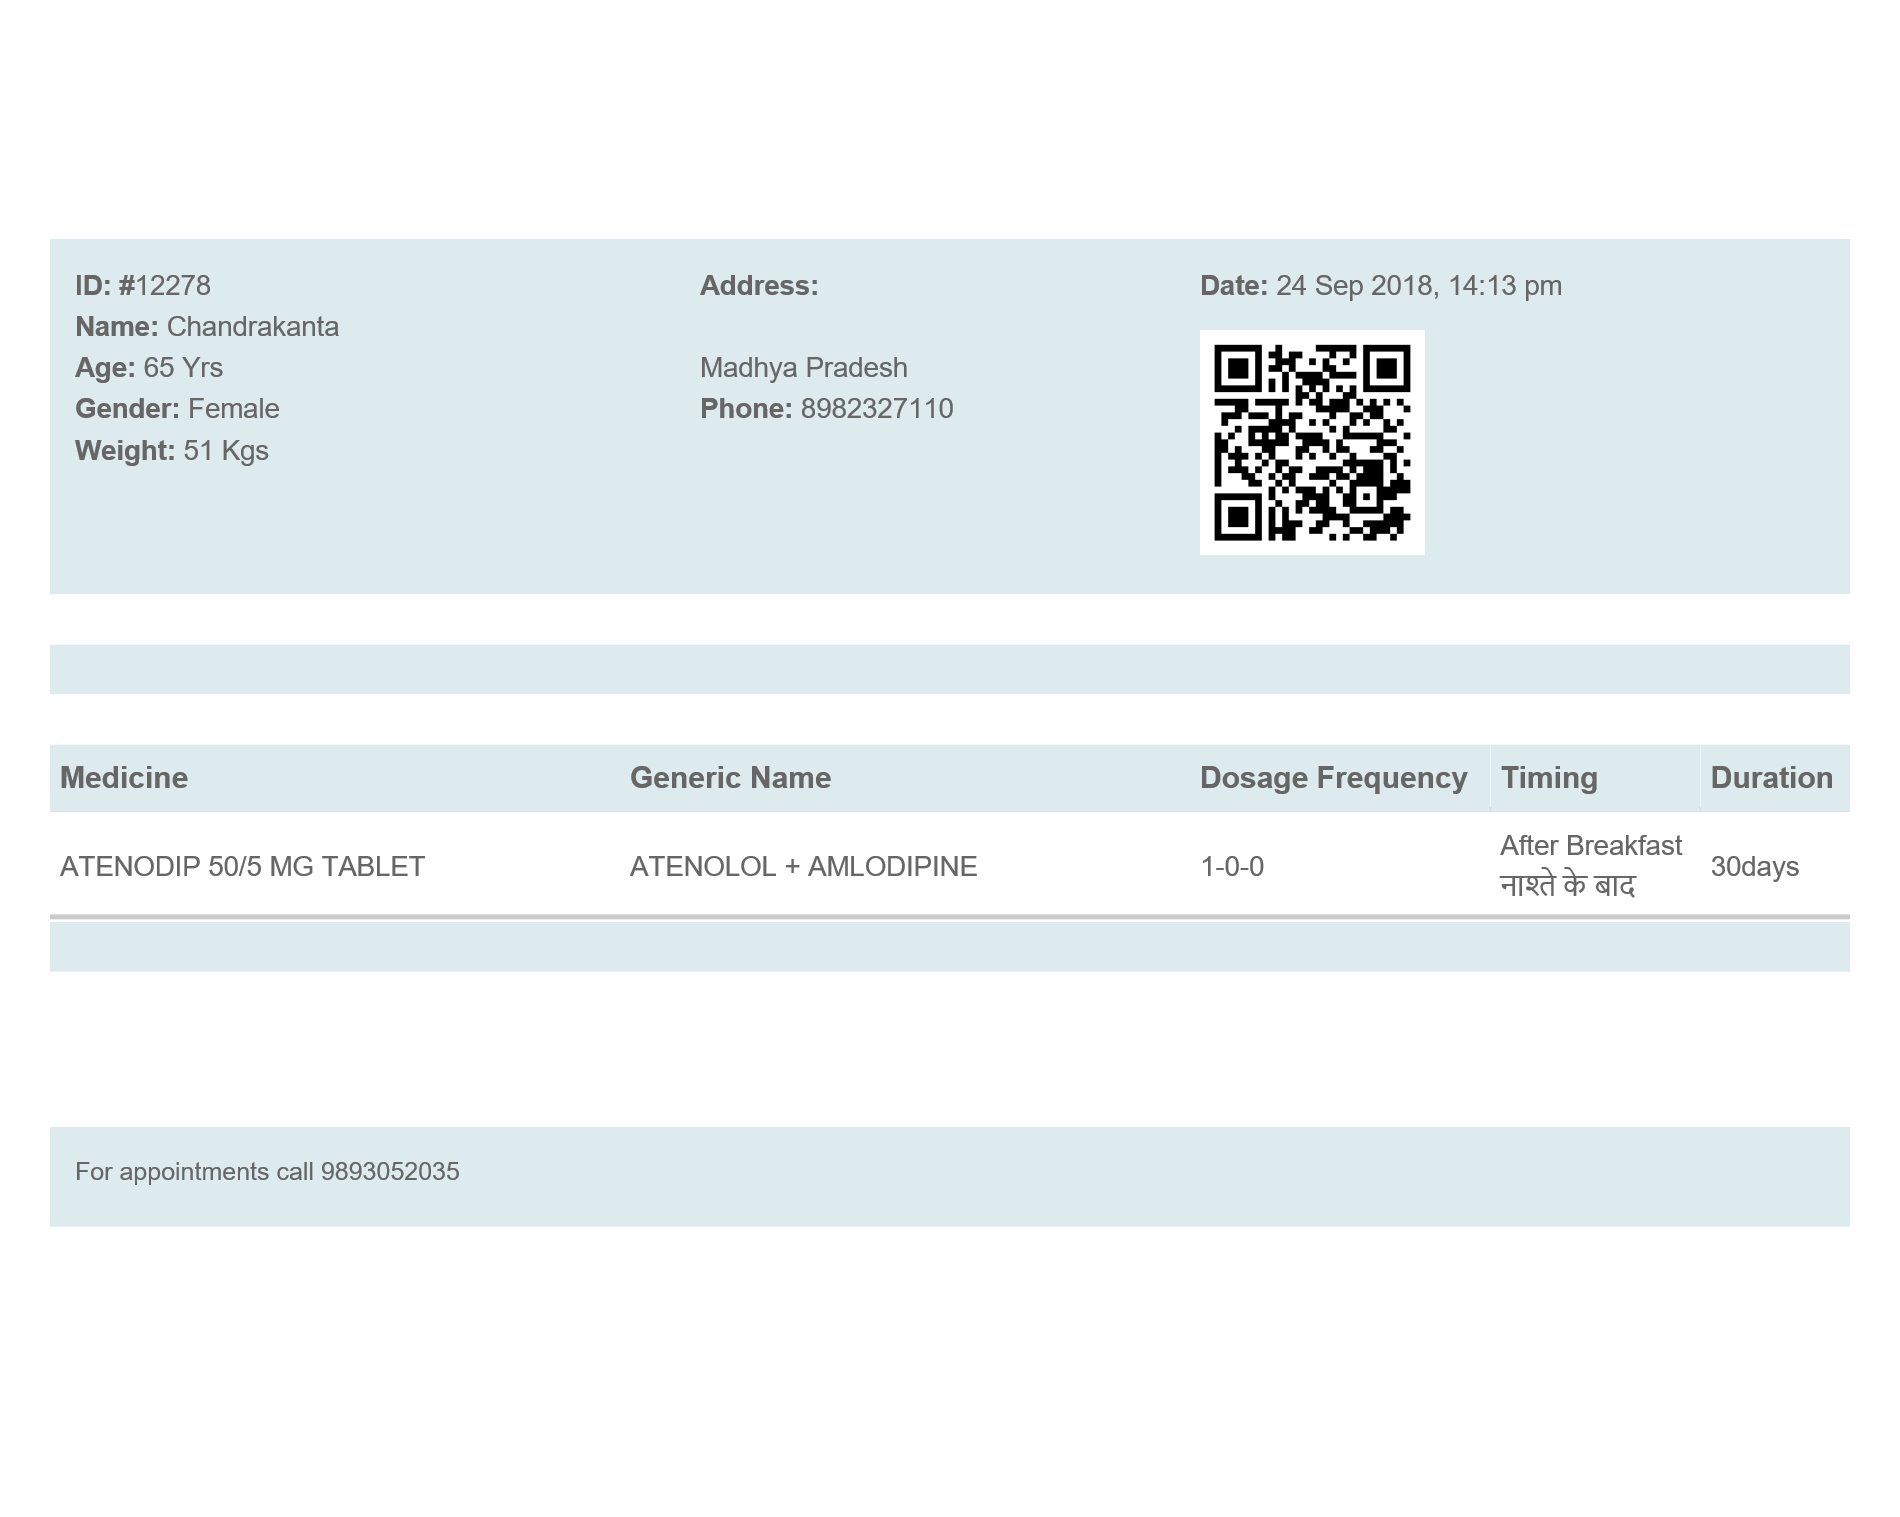 ID: #12278
Name: Chandrakanta
Age: 65 Yrs
Gender: Female
Weight: 51 Kgs
Address:
Madhya Pradesh
Phone: 8982327110
Date: 24 Sep 2018, 14:13 pm
Medicine Generic Name Dosage Frequency Timing Duration
ATENODIP 50/5 MG TABLET ATENOLOL + AMLODIPINE 1-0-0 After Breakfast 30days
नाश्ते के बाद
For appointments call 9893052035